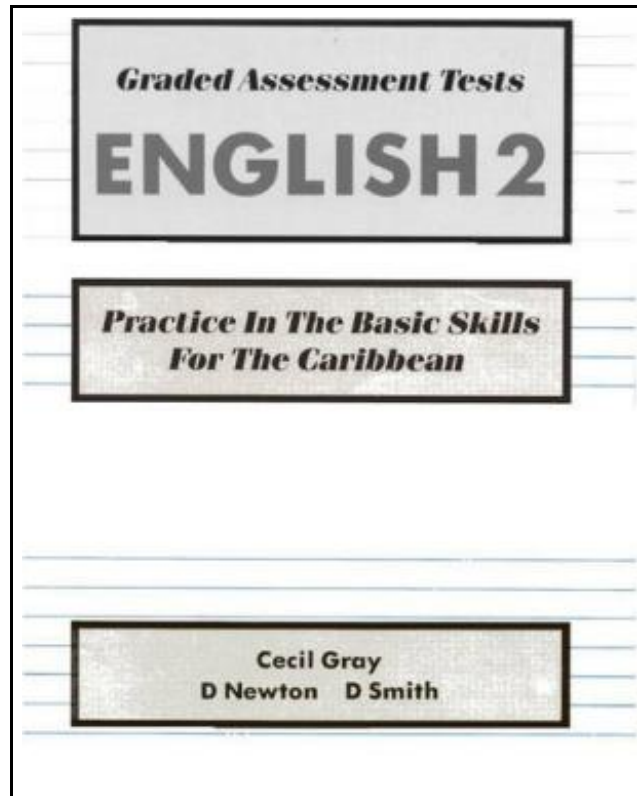 Graded Assessment Tests
ENGLISH 2
Practice In The Basic Skills
For The Caribbean
Cecil Gray
D Newton D Smith